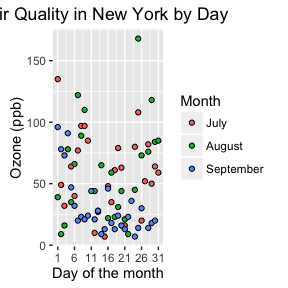 ir Quality in New York by Day
Ozone (ppb)
150
100
50
0
1 6 11 16 21 26 31
Day of the month
Month
July
August
September